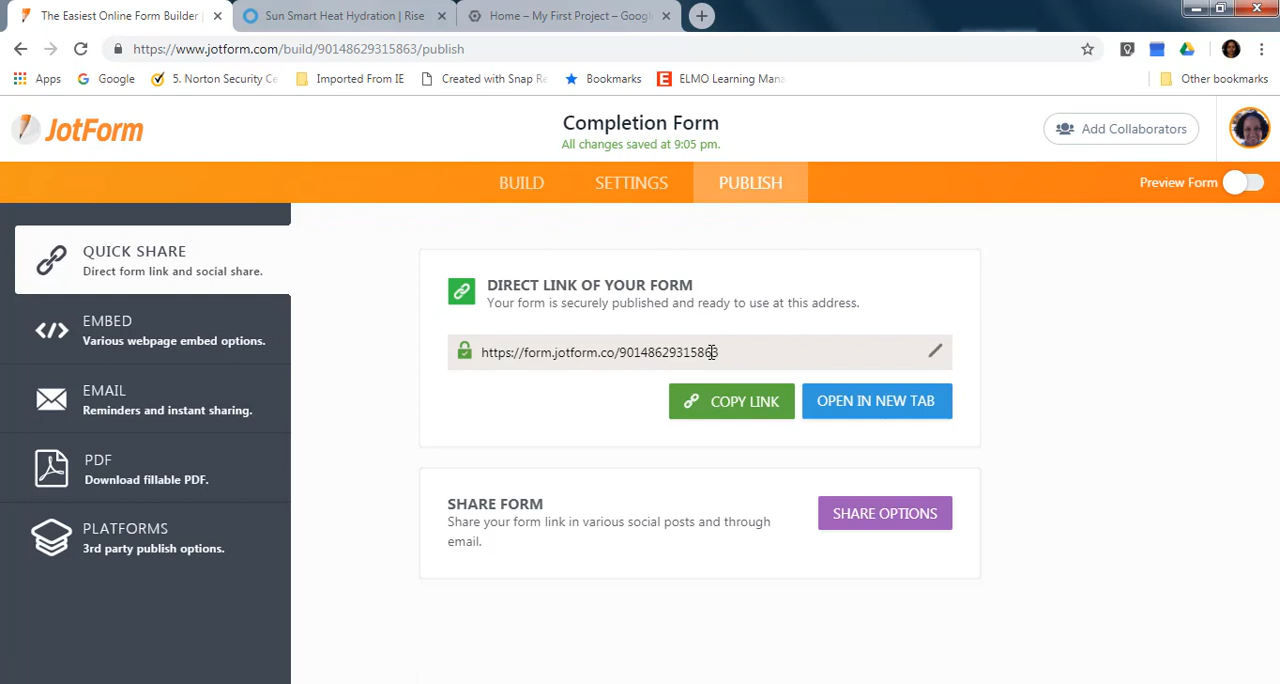 The Easiest Online Form Builder
Sun Smart Heat Hydration | Rise
Home – My First Project – Google
https://www.jotform.com/build/90148629315863/publish
Apps
Google
5. Norton Security Ce
Imported From IE
Created with Snap Re
Bookmarks
ELMO Learning Mana
Other bookmarks
JotForm
Completion Form
All changes saved at 9:05 pm.
Add Collaborators
BUILD
SETTINGS
PUBLISH
Preview Form
QUICK SHARE
Direct form link and social share.
EMBED
Various webpage embed options.
EMAIL
Reminders and instant sharing.
PDF
Download fillable PDF.
PLATFORMS
3rd party publish options.
DIRECT LINK OF YOUR FORM
Your form is securely published and ready to use at this address.
https://form.jotform.co/90148629315863
COPY LINK
OPEN IN NEW TAB
SHARE FORM
Share your form link in various social posts and through
email.
SHARE OPTIONS